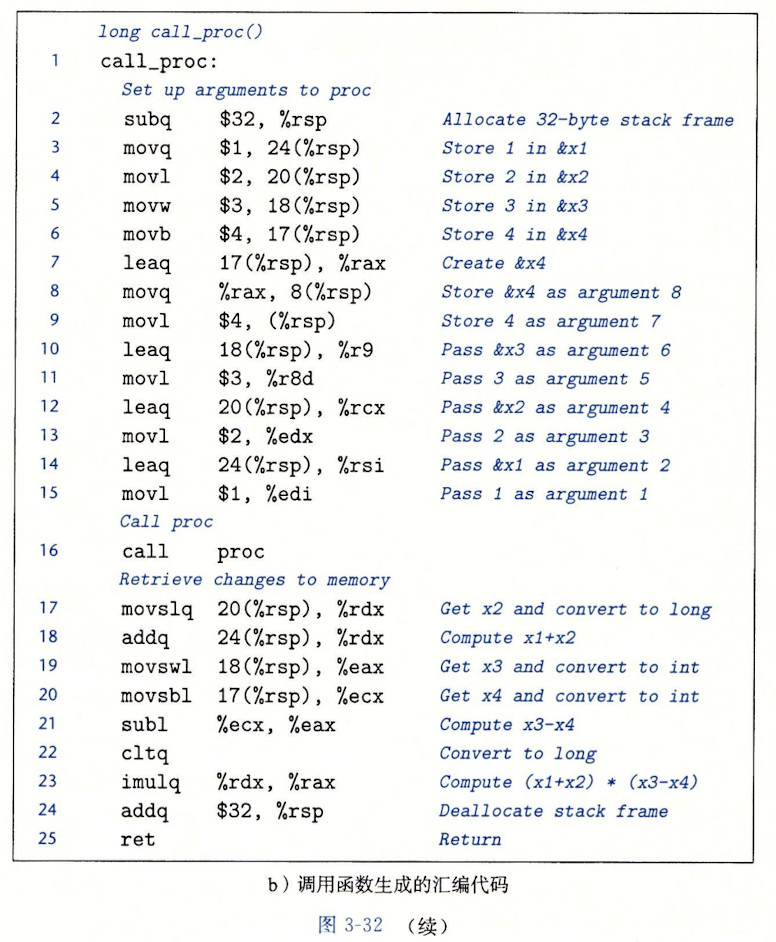 long call_proc()
1 call_proc:
Set up arguments to proc
2 subq $32, %rsp Allocate 32-byte stack frame
3 movq $1, 24(%rsp) Store 1 in &x1
4 movl $2, 20(%rsp) Store 2 in &x2
5 movw $3, 18(%rsp) Store 3 in &x3
6 movb $4, 17(%rsp) Store 4 in &x4
7 leaq 17(%rsp), %rax Create &x4
8 movq %rax, 8(%rsp) Store &x4 as argument 8
9 movl $4, (%rsp) Store 4 as argument 7
10 leaq 18(%rsp), %r9 Pass &x3 as argument 6
11 movl $3, %r8d Pass 3 as argument 5
12 leaq 20(%rsp), %rcx Pass &x2 as argument 4
13 movl $2, %edx Pass 2 as argument 3
14 leaq 24(%rsp), %rsi Pass &x1 as argument 2
15 movl $1, %edi Pass 1 as argument 1
Call proc
16 call proc
Retrieve changes to memory
17 movslq 20(%rsp), %rdx Get x2 and convert to long
18 addq 24(%rsp), %rdx Compute x1+x2
19 movswl 18(%rsp), %eax Get x3 and convert to int
20 movsbl 17(%rsp), %ecx Get x4 and convert to int
21 subl %ecx, %eax Compute x3-x4
22 cltq Convert to long
23 imulq %rdx, %rax Compute (x1+x2) * (x3-x4)
24 addq $32, %rsp Deallocate stack frame
25 ret Return
b）调用函数生成的汇编代码
图 3-32 （续）